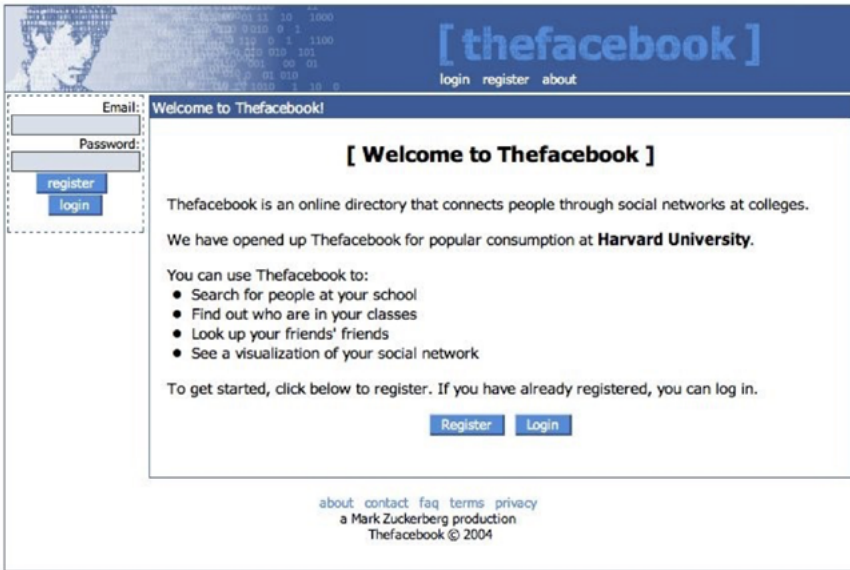 [ thefacebook ]
login register about
Email:
Password:
register
login
Welcome to Thefacebook!
[ Welcome to Thefacebook ]
Thefacebook is an online directory that connects people through social networks at colleges.
We have opened up Thefacebook for popular consumption at Harvard University.
You can use Thefacebook to:
• Search for people at your school
• Find out who are in your classes
• Look up your friends' friends
• See a visualization of your social network
To get started, click below to register. If you have already registered, you can log in.
Register Login
about contact faq terms privacy
a Mark Zuckerberg production
Thefacebook © 2004